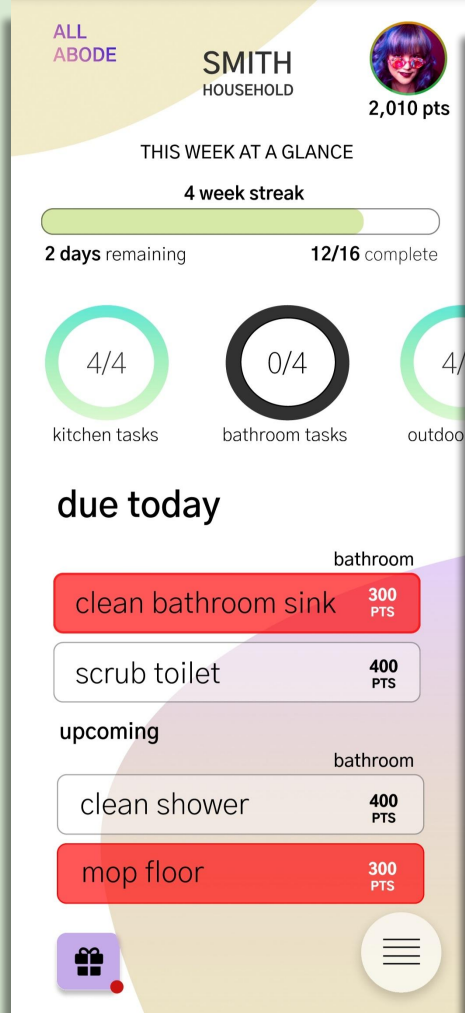 ALL
ABODE
SMITH
HOUSEHOLD
2,010 pts
THIS WEEK AT A GLANCE
4 week streak
2 days remaining
12/16 complete
4/4
0/4
4/
kitchen tasks
bathroom tasks
outdoo
due today
bathroom
clean bathroom sink
300
PTS
scrub toilet
400
PTS
upcoming
bathroom
clean shower
400
PTS
mop floor
300
PTS